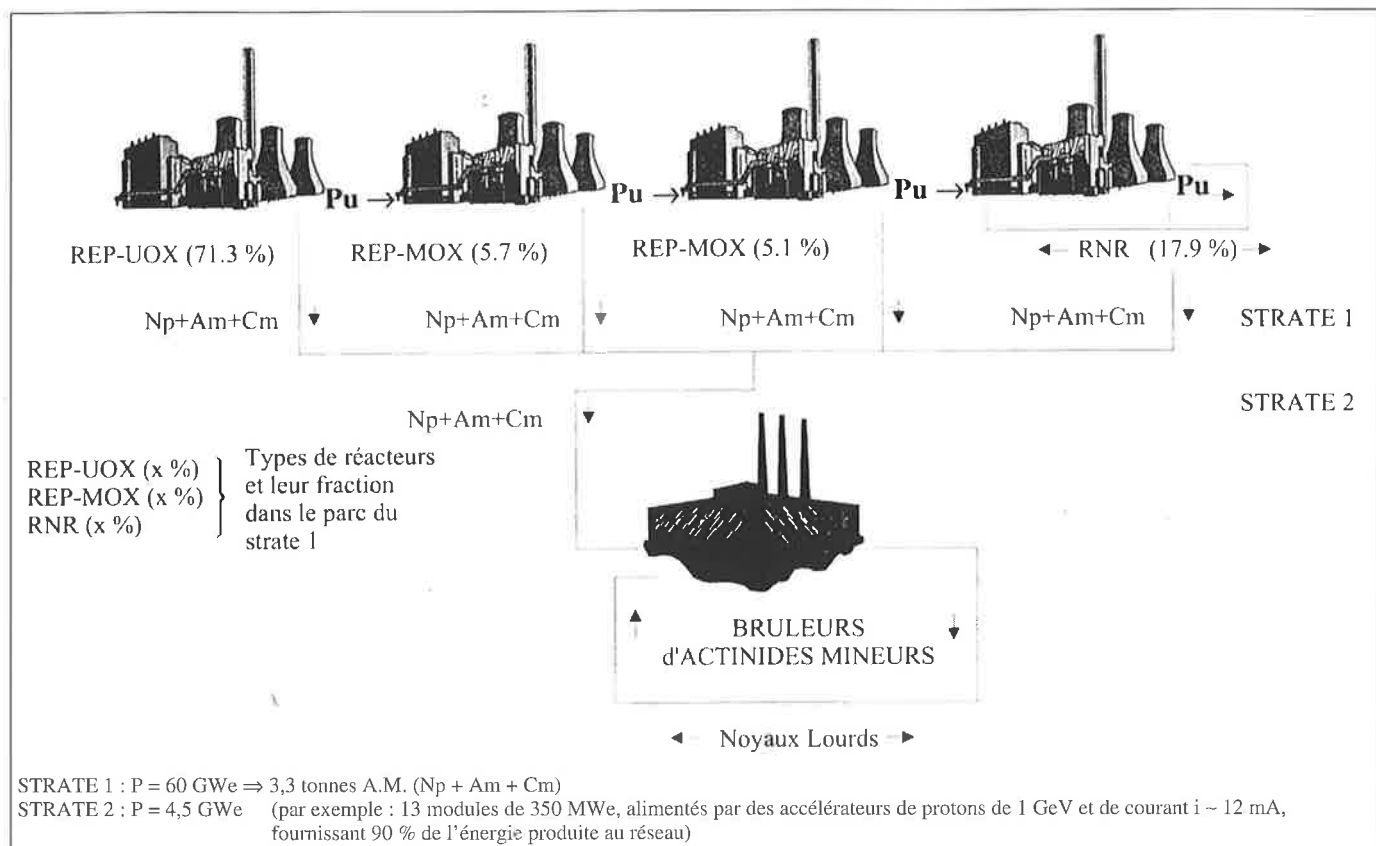 Pu → Pu → Pu → Pu
REP-UOX (71.3 %) REP-MOX (5.7 %) REP-MOX (5.1 %) RNR (17.9 %)
Np+Am+Cm Np+Am+Cm Np+Am+Cm Np+Am+Cm STRATE 1
STRATE 2
Np+Am+Cm
REP-UOX (x %)
REP-MOX (x %)
RNR (x %)
Types de réacteurs
et leur fraction
dans le parc du
strate 1
BRULEURS
d'ACTINIDES MINEURS
Noyaux Lourds
STRATE 1 : P = 60 GWe ⇒ 3,3 tonnes A.M. (Np + Am + Cm)
STRATE 2 : P = 4,5 GWe (par exemple : 13 modules de 350 MWe, alimentés par des accélérateurs de protons de 1 GeV et de courant i ~ 12 mA,
fournissant 90 % de l'énergie produite au réseau)